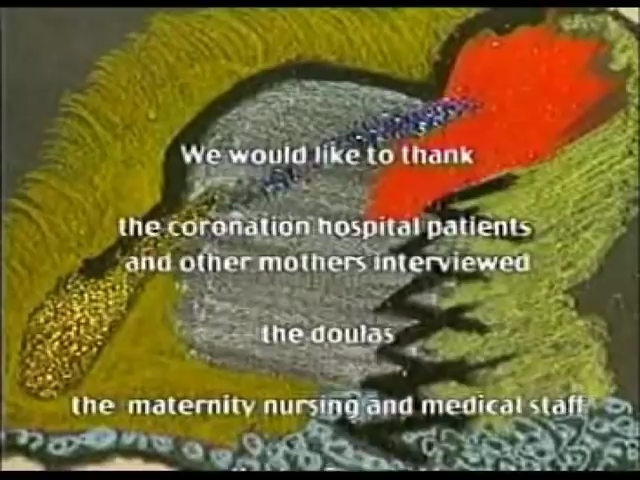 We would like to thank
the coronation hospital patients
and other mothers interviewed
the doulas
the maternity nursing and medical staff